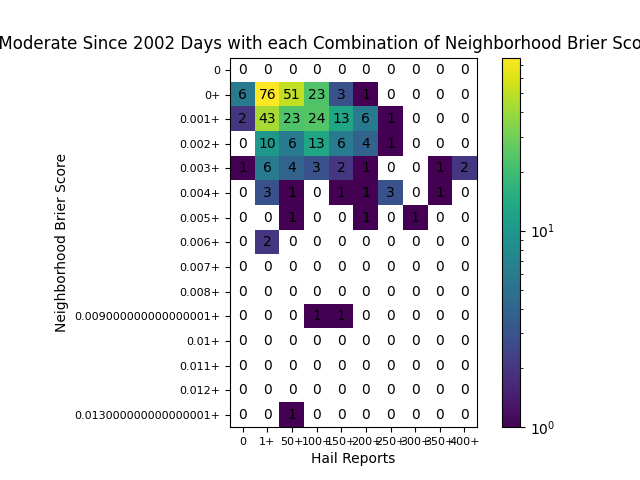 Moderate Since 2002 Days with each Combination of Neighborhood Brier Sco
0 0 0 0 0 0 0 0 0 0 0
0+ 6 76 51 23 3 1 0 0 0 0
0.001+ 2 43 23 24 13 6 1 0 0 0
0.002+ 0 10 6 13 6 4 1 0 0 0
0.003+ 1 6 4 3 2 1 0 0 1 2
0.004+ 0 3 1 0 1 1 3 0 1 0
0.005+ 0 0 1 0 0 1 0 1 0 0
0.006+ 0 2 0 0 0 0 0 0 0 0
0.007+ 0 0 0 0 0 0 0 0 0 0
0.008+ 0 0 0 0 0 0 0 0 0 0
0.009000000000000001+ 0 0 0 1 1 0 0 0 0 0
0.01+ 0 0 0 0 0 0 0 0 0 0
0.011+ 0 0 0 0 0 0 0 0 0 0
0.012+ 0 0 0 0 0 0 0 0 0 0
0.013000000000000001+ 0 0 1 0 0 0 0 0 0 0
0 1+ 50+ 100+ 150+ 200+ 250+ 300+ 350+ 400+
Hail Reports
Neighborhood Brier Score
10¹
10⁰